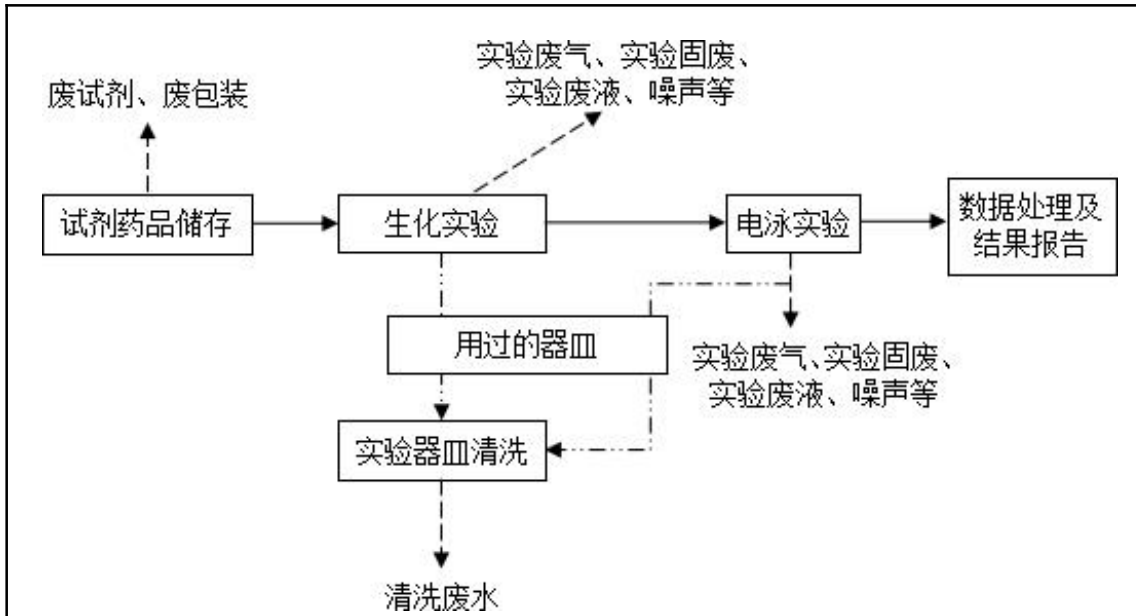 实验废气、实验固废、
实验废液、噪声等
废试剂、废包装
试剂药品储存
生化实验
电泳实验
数据处理及
结果报告
用过的器皿
实验废气、实验固废、
实验废液、噪声等
实验器皿清洗
清洗废水